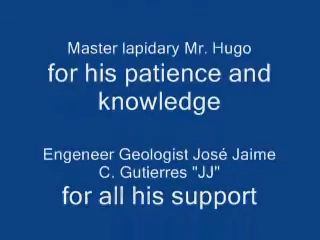 Master lapidary Mr. Hugo
for his patience and
knowledge
Engeneer Geologist José Jaime
C. Gutierres "JJ"
for all his support